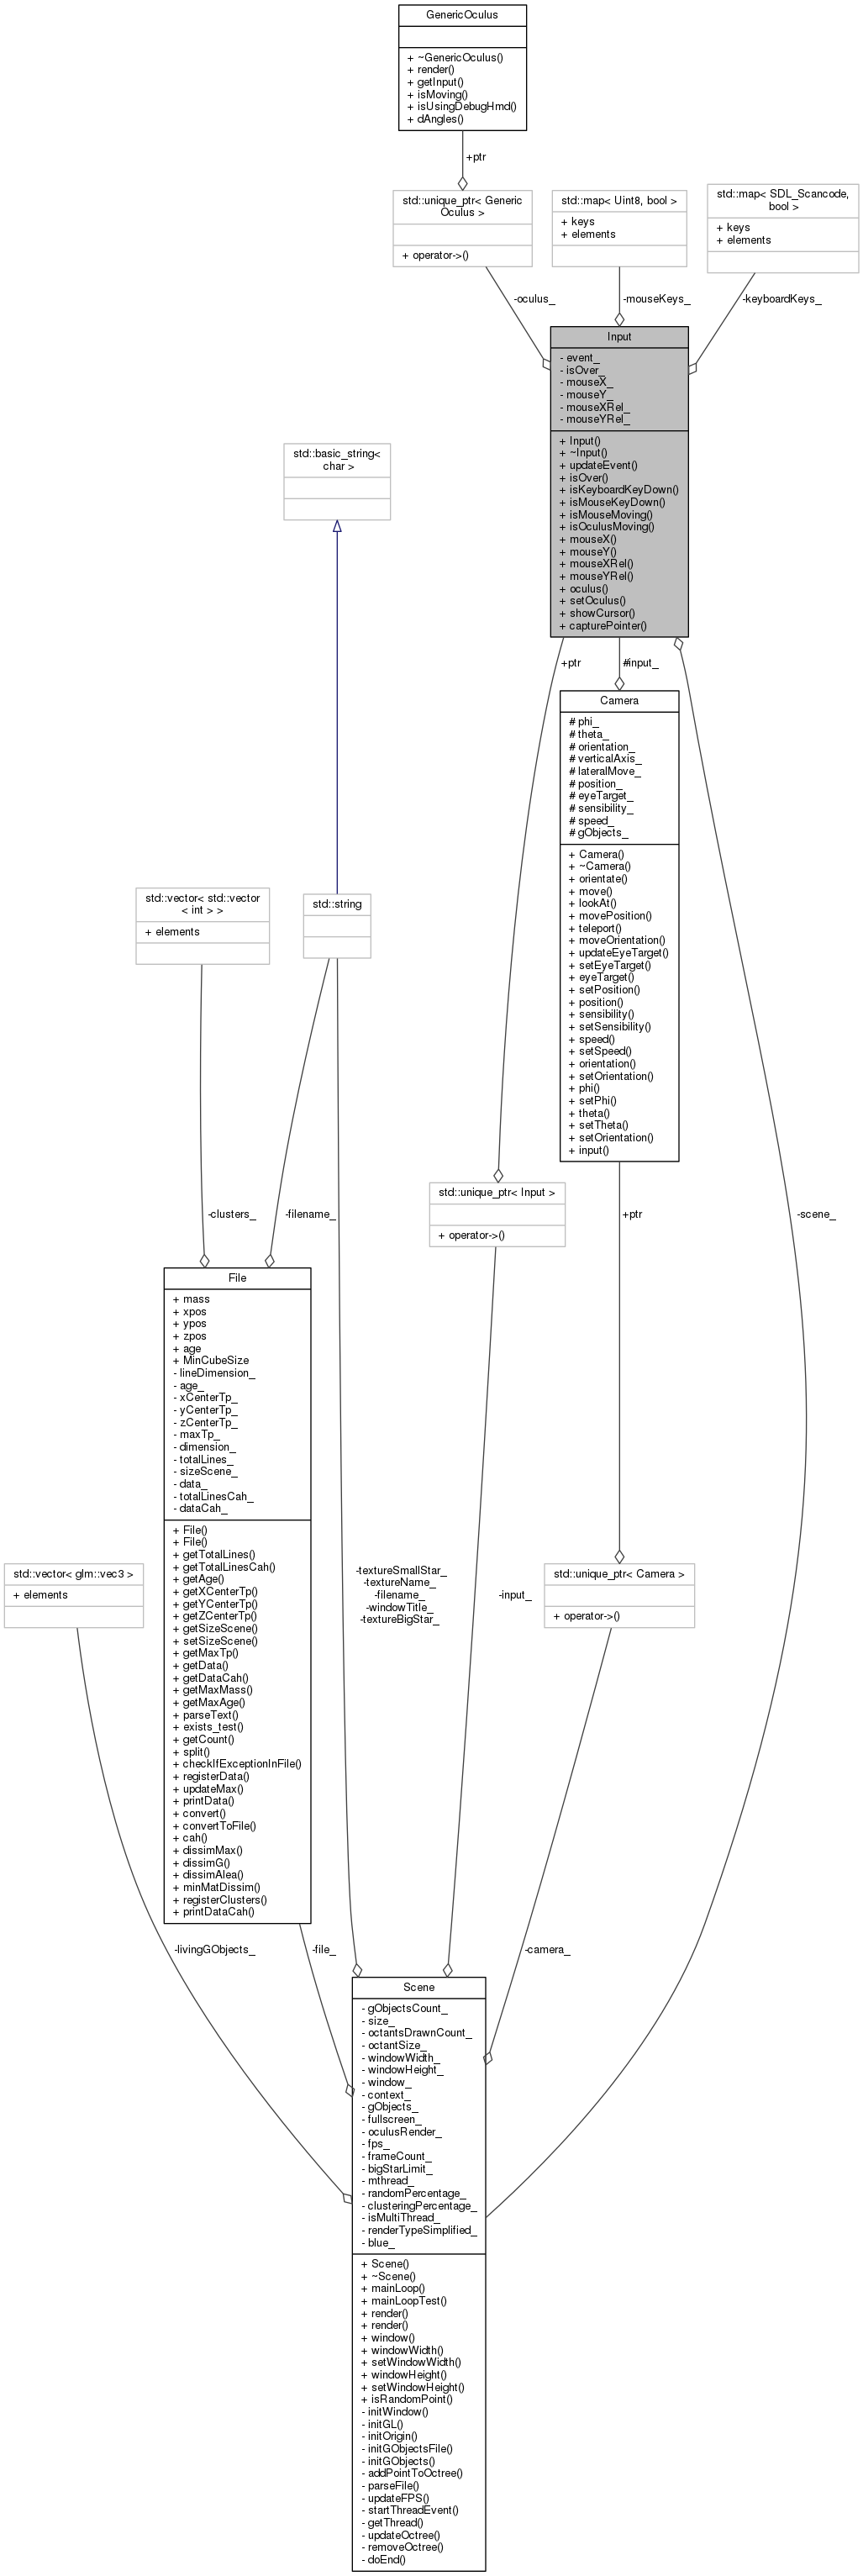 GenericOculus
+ ~GenericOculus()
+ render()
+ getInput()
+ isMoving()
+ isUsingDebugHmd()
+ dAngles()
+ptr
std::unique_ptr< Generic
Oculus >
+ operator->()
std::map< Uint8, bool >
+ keys
+ elements
std::map< SDL_Scancode,
bool >
+ keys
+ elements
-oculus_
-mouseKeys_
-keyboardKeys_
Input
- event_
- isOver_
- mouseX_
- mouseY_
- mouseXRel_
- mouseYRel_
+ Input()
+ ~Input()
+ updateEvent()
+ isOver()
+ isKeyboardKeyDown()
+ isMouseKeyDown()
+ isMouseMoving()
+ isOculusMoving()
+ mouseX()
+ mouseY()
+ mouseXRel()
+ mouseYRel()
+ oculus()
+ setOculus()
+ showCursor()
+ capturePointer()
std::basic_string<
char >
+ptr
#input_
Camera
# phi_
# theta_
# orientation_
# verticalAxis_
# lateralMove_
# position_
# eyeTarget_
# sensibility_
# speed_
# gObjects_
+ Camera()
+ ~Camera()
+ orientate()
+ move()
+ lookAt()
+ movePosition()
+ teleport()
+ moveOrientation()
+ updateEyeTarget()
+ setEyeTarget()
+ eyeTarget()
+ setPosition()
+ position()
+ sensibility()
+ setSensibility()
+ speed()
+ setSpeed()
+ orientation()
+ setOrientation()
+ phi()
+ setPhi()
+ theta()
+ setTheta()
+ setOrientation()
+ input()
std::vector< std::vector
< int > >
+ elements
std::string
-clusters_
-filename_
std::unique_ptr< Input >
+ operator->()
+ptr
-scene_
File
+ mass
+ xpos
+ ypos
+ zpos
+ age
+ MinCubeSize
- lineDimension_
- age_
- xCenterTp_
- yCenterTp_
- zCenterTp_
- maxTp_
- dimension_
- totalLines_
- sizeScene_
- data_
- totalLinesCah_
- dataCah_
+ File()
+ File()
+ getTotalLines()
+ getTotalLinesCah()
+ getAge()
+ getXCenterTp()
+ getYCenterTp()
+ getZCenterTp()
+ getSizeScene()
+ setSizeScene()
+ getMaxTp()
+ getData()
+ getDataCah()
+ getMaxMass()
+ getMaxAge()
+ parseText()
+ exists_test()
+ getCount()
+ split()
+ checkIfExceptionInFile()
+ registerData()
+ updateMax()
+ printData()
+ convert()
+ convertToFile()
+ cah()
+ dissimMax()
+ dissimG()
+ dissimAlea()
+ minMatDissim()
+ registerClusters()
+ printDataCah()
std::vector< glm::vec3 >
+ elements
-textureSmallStar_
-textureName_
-filename_
-windowTitle_
-textureBigStar_
-input_
std::unique_ptr< Camera >
+ operator->()
-livingGObjects_
-file_
-camera_
Scene
- gObjectsCount_
- size_
- octantsDrawnCount_
- octantSize_
- windowWidth_
- windowHeight_
- window_
- context_
- gObjects_
- fullscreen_
- oculusRender_
- fps_
- frameCount_
- bigStarLimit_
- mthread_
- randomPercentage_
- clusteringPercentage_
- isMultiThread_
- renderTypeSimplified_
- blue_
+ Scene()
+ ~Scene()
+ mainLoop()
+ mainLoopTest()
+ render()
+ render()
+ window()
+ windowWidth()
+ setWindowWidth()
+ windowHeight()
+ setWindowHeight()
+ isRandomPoint()
- initWindow()
- initGL()
- initOrigin()
- initGObjectsFile()
- initGObjects()
- addPointToOctree()
- parseFile()
- updateFPS()
- startThreadEvent()
- getThread()
- updateOctree()
- removeOctree()
- doEnd()